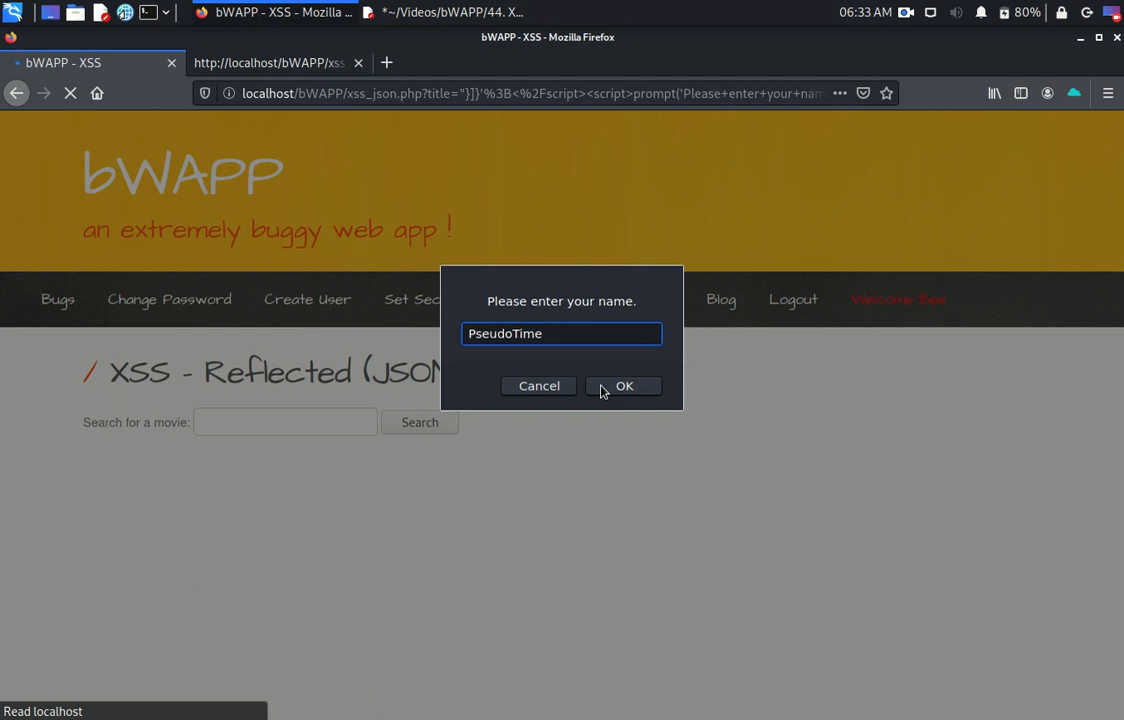 bWAPP - XSS - Mozilla ...
*~/Videos/bWAPP/44. X...
06:33 AM
80%
bWAPP - XSS - Mozilla Firefox
bWAPP - XSS
http://localhost/bWAPP/xss
localhost/bWAPP/xss_json.php?title="}]}'%3B<%2Fscript><script>prompt('Please+enter+your+nam
bWAPP
an extremely buggy web app !
Bugs
Change Password
Create User
Set Sec
Blog
Logout
Welcome Bee
Please enter your name.
PseudoTime
Cancel
OK
/ XSS - Reflected (JSON
Search for a movie:
Search
Read localhost